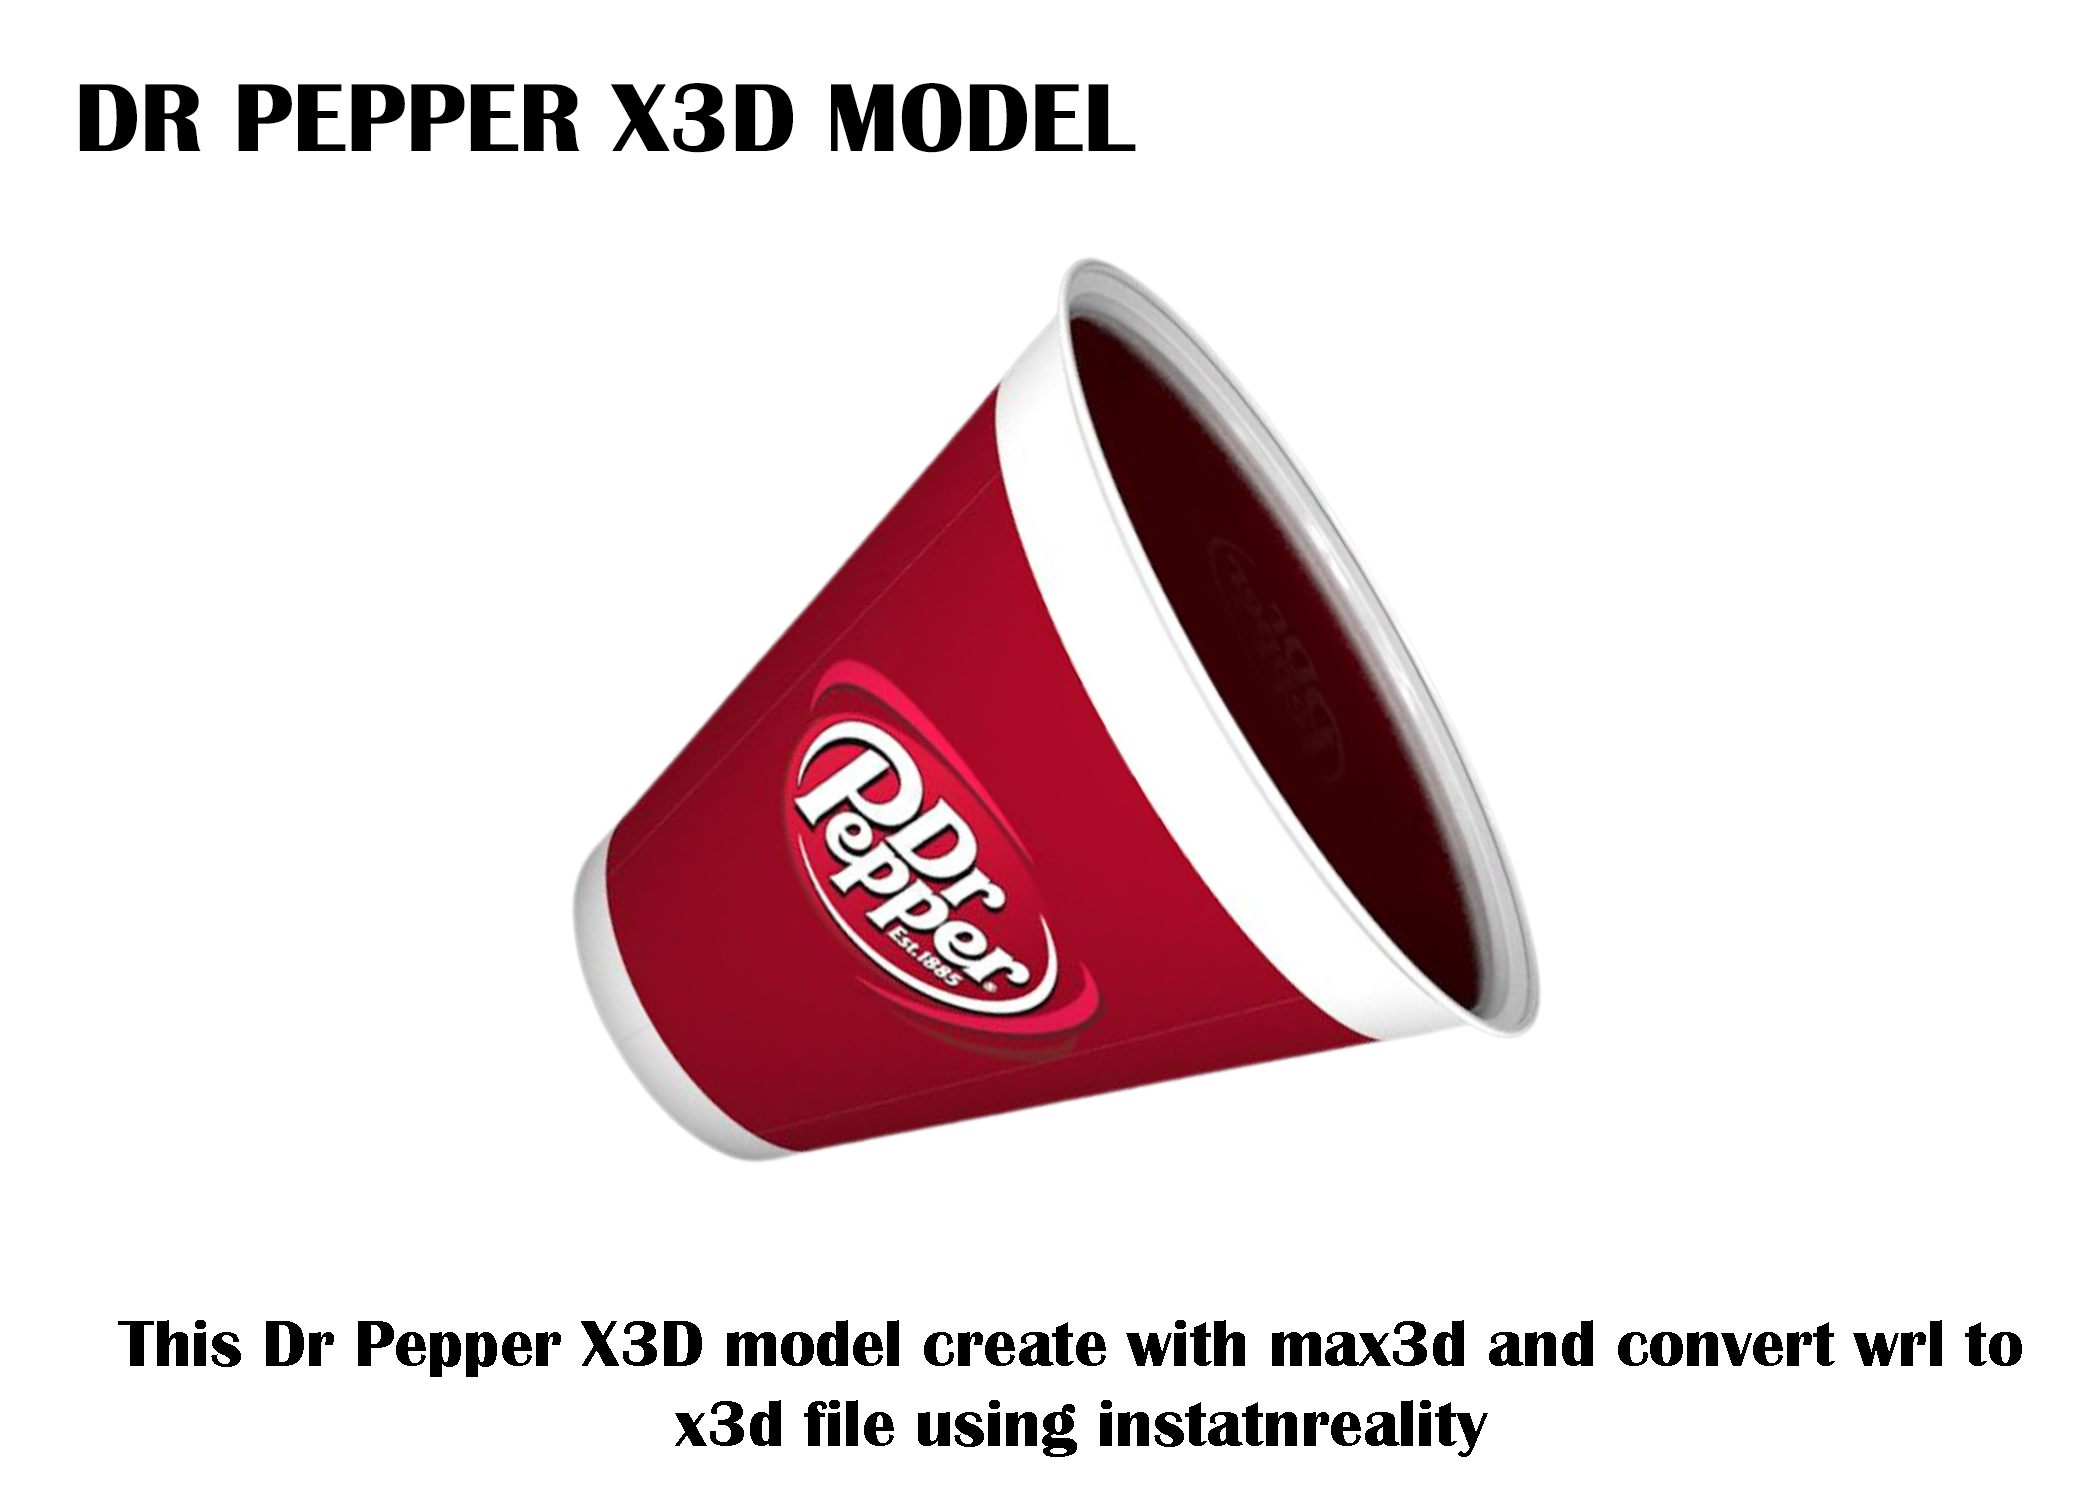 DR PEPPER X3D MODEL
Dr
Pepper
Est.1885
®
This Dr Pepper X3D model create with max3d and convert wrl to
x3d file using instatnreality